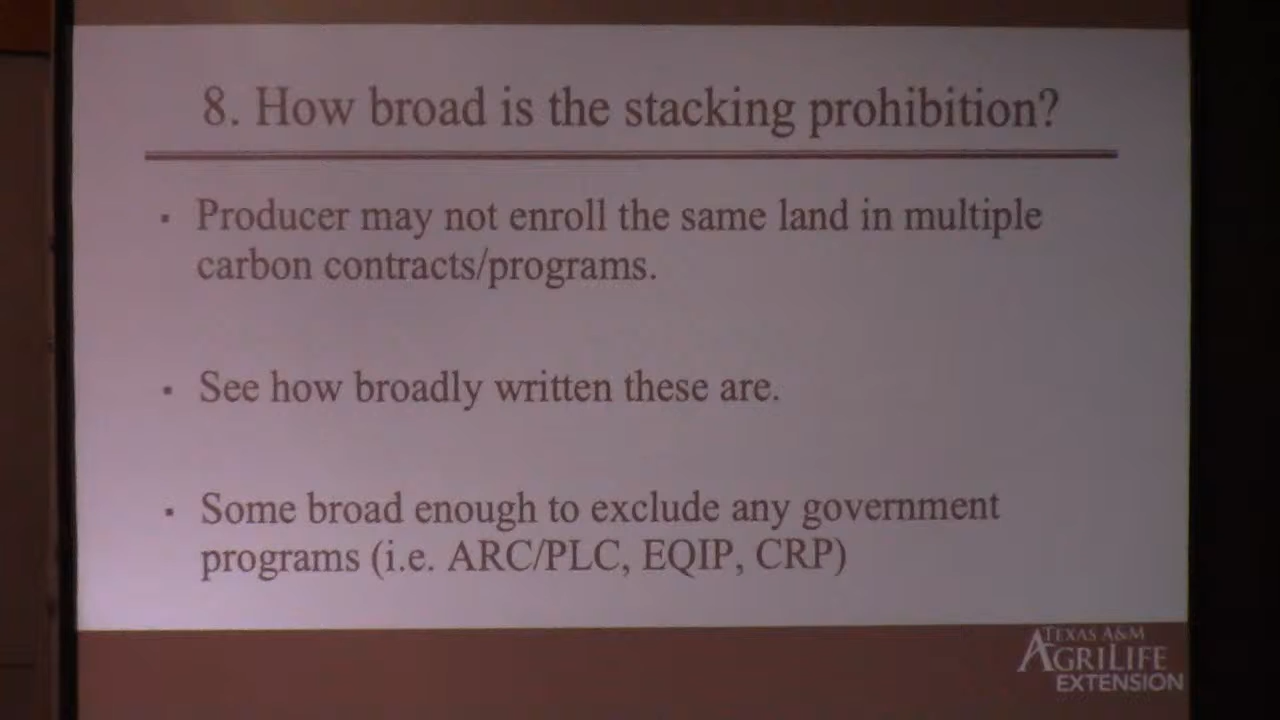 8. How broad is the stacking prohibition?
▪ Producer may not enroll the same land in multiple
carbon contracts/programs.
▪ See how broadly written these are.
▪ Some broad enough to exclude any government
programs (i.e. ARC/PLC, EQIP, CRP)
TEXAS A&M
AGRILIFE
EXTENSION